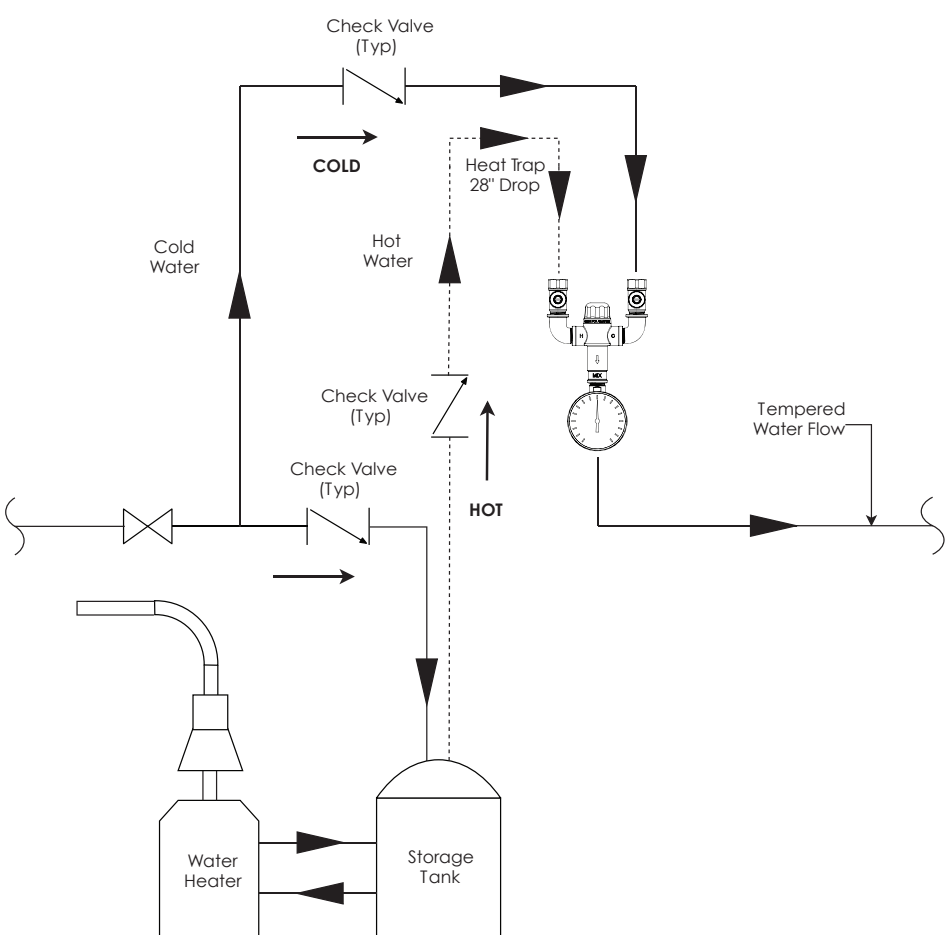 Check Valve
(Typ)
COLD
Heat Trap
28" Drop
Cold
Water
Hot
Water
H
C
MIX
Check Valve
(Typ)
Tempered
Water Flow
Check Valve
(Typ)
HOT
Water
Heater
Storage
Tank